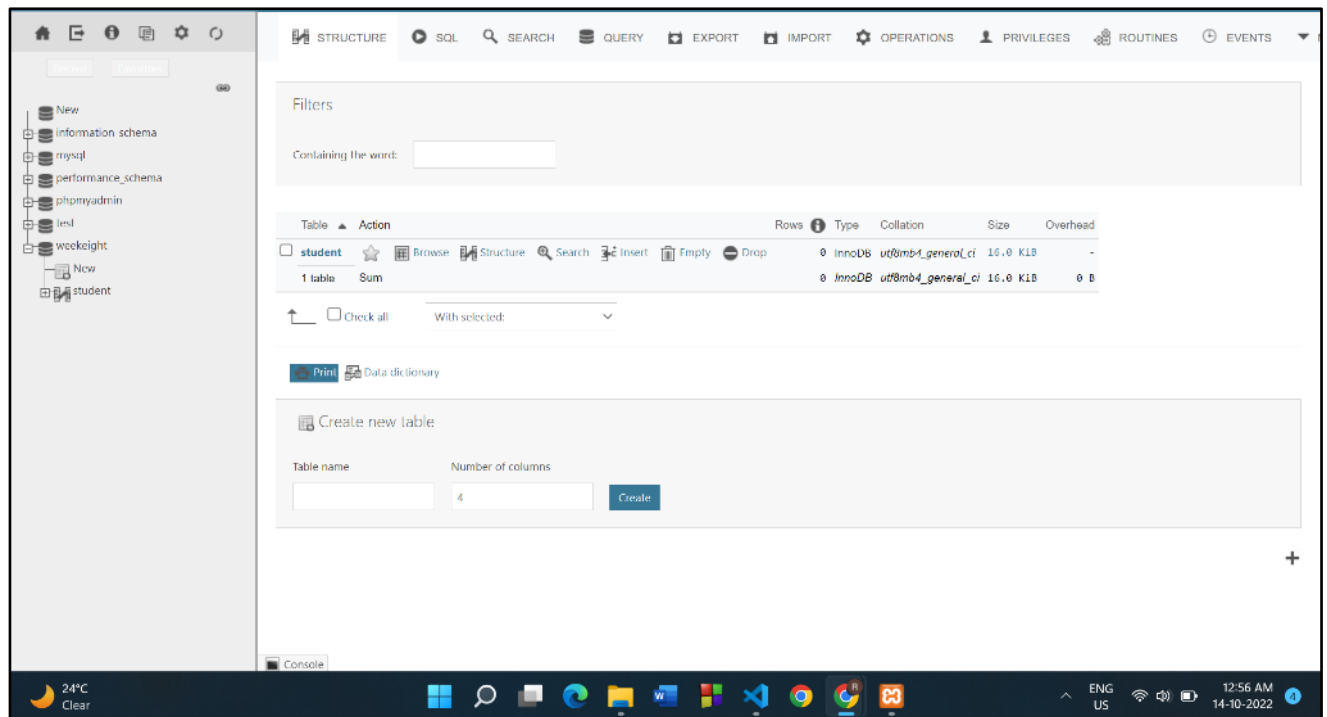 STRUCTURE SQL SEARCH QUERY EXPORT IMPORT OPERATIONS PRIVILEGES ROUTINES EVENTS
New
information_schema
mysql
performance_schema
phpmyadmin
test
weekeight
New
student
Filters
Containing the word:
Table Action Rows Type Collation Size Overhead
student Browse Structure Search Insert Empty Drop 0 InnoDB utf8mb4_general_ci 16.0 KiB -
1 table Sum 0 InnoDB utf8mb4_general_ci 16.0 KiB 0 B
Check all With selected:
Print Data dictionary
Create new table
Table name Number of columns
4 Create
Console
24°C
Clear
ENG
US
12:56 AM
14-10-2022
4